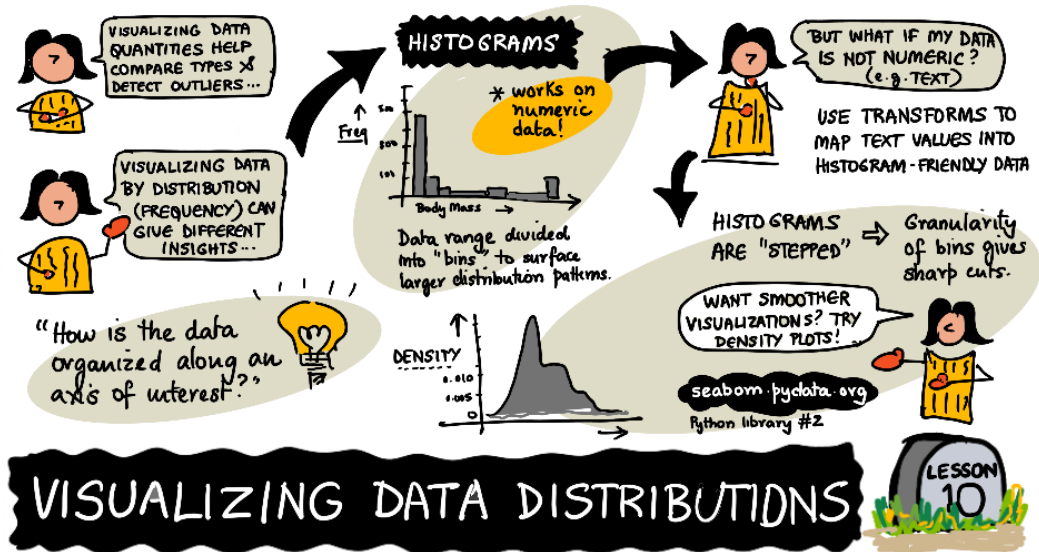 VISUALIZING DATA
QUANTITIES HELP
COMPARE TYPES &
DETECT OUTLIERS...
VISUALIZING DATA
BY DISTRIBUTION
(FREQUENCY) CAN
GIVE DIFFERENT
INSIGHTS...
"How is the data
organized along an
axis of interest?"
HISTOGRAMS
* works on
numeric
data!
Freq
Body Mass
Data range divided
into "bins" to surface
larger distribution patterns.
DENSITY
0.010
0.005
0
BUT WHAT IF MY DATA
IS NOT NUMERIC?
(e.g. TEXT)
USE TRANSFORMS TO
MAP TEXT VALUES INTO
HISTOGRAM-FRIENDLY DATA
HISTOGRAMS
ARE "STEPPED"
Granularity
of bins gives
sharp cuts.
WANT SMOOTHER
VISUALIZATIONS? TRY
DENSITY PLOTS!
seaborn.pydata.org
Python library #2
VISUALIZING DATA DISTRIBUTIONS
LESSON
10